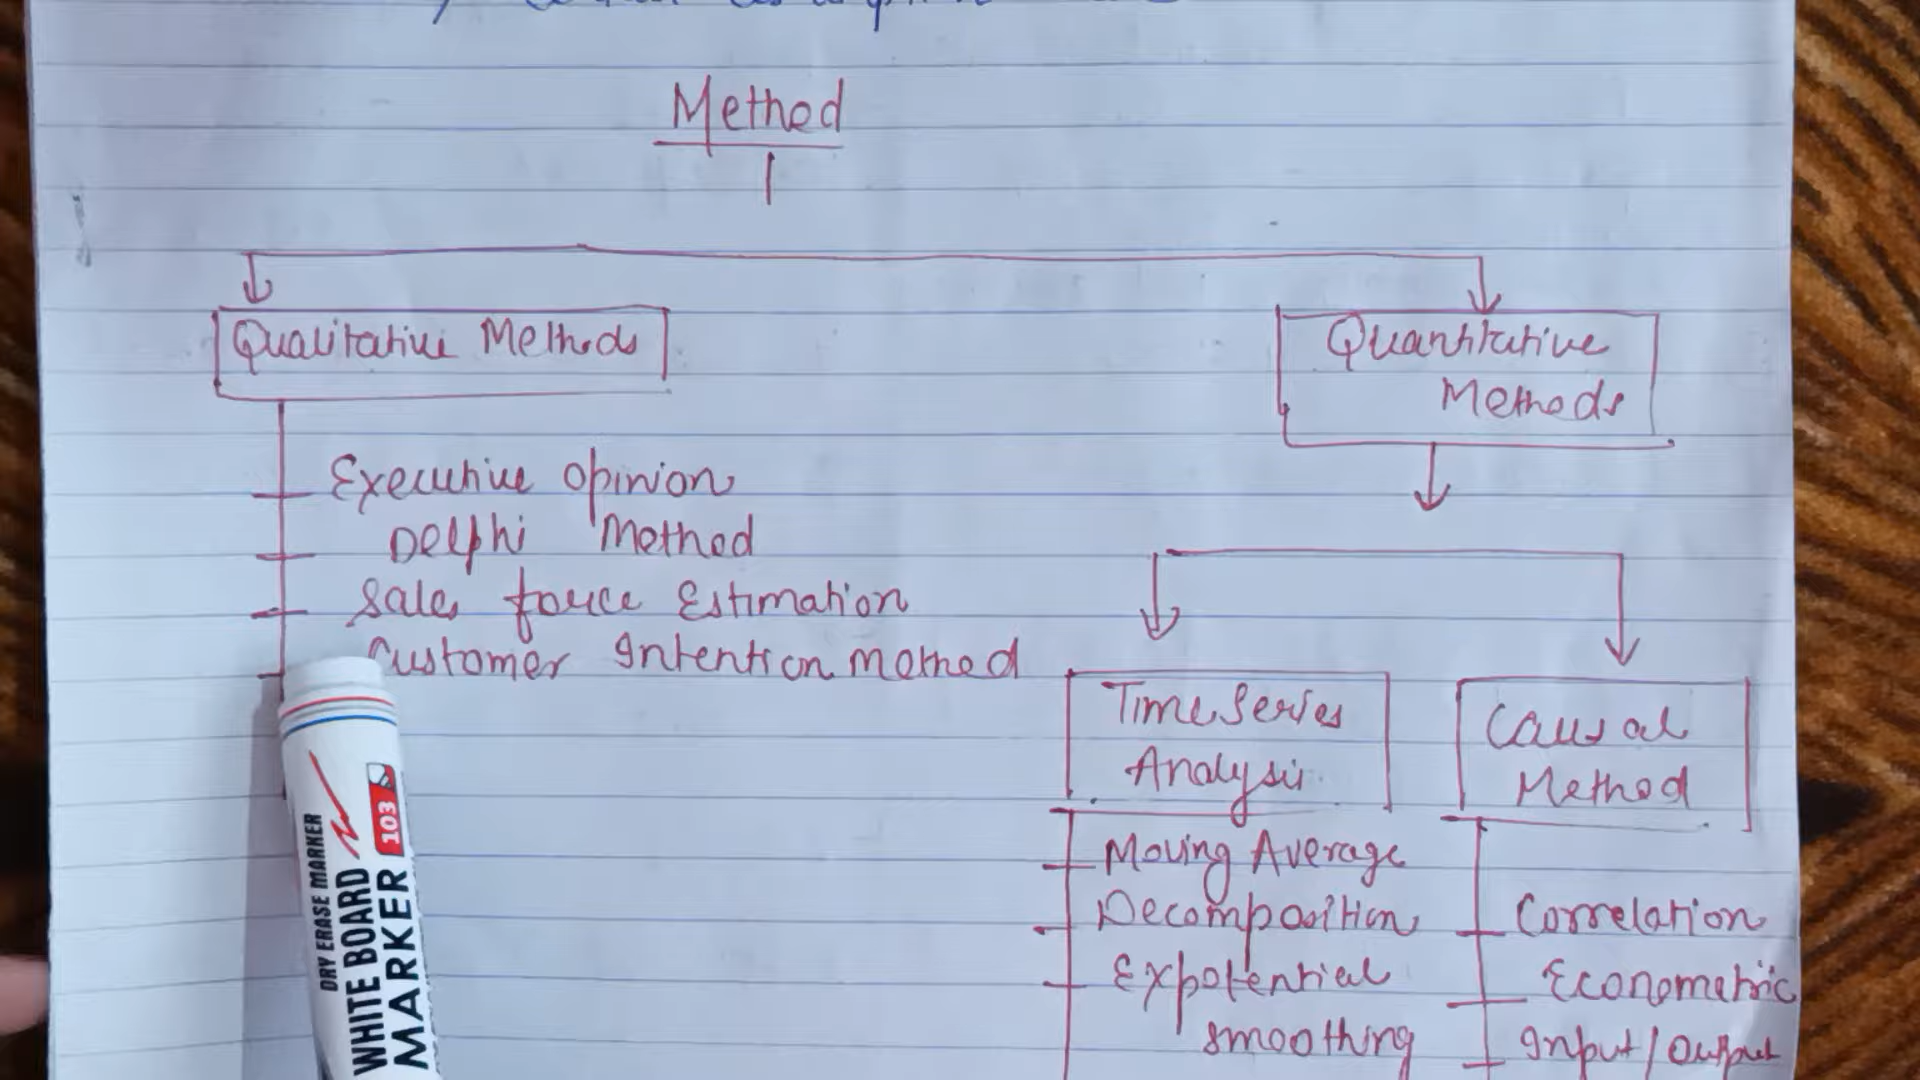 Method
Qualitative Methods
Quantitative
Methods
Executive opinion
Delphi Method
Sales force Estimation
Customer Intention Method
Time Series
Analysis
Moving Average
Decomposition
Expotential
smoothing
Causal
Method
Correlation
Econometric
Input/Output
DRY ERASE MARKER
WHITE BOARD
MARKER
103